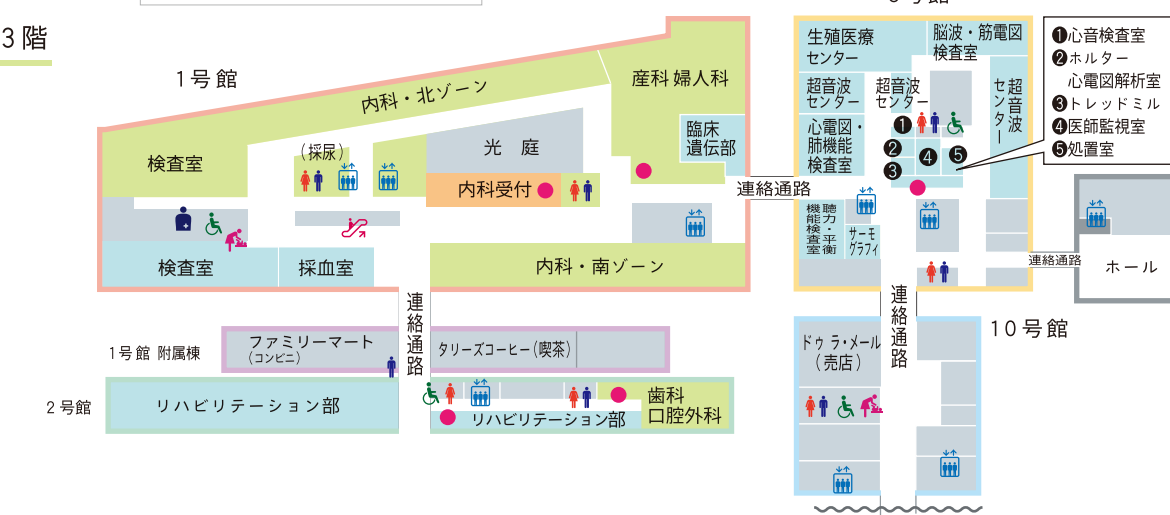 3階
1号館
内科・北ゾーン
産科 婦人科
臨床
遺伝部
検査室
(採尿)
光 庭
内科受付
検査室
採血室
内科・南ゾーン
連絡通路
連絡通路
生殖医療
センター
脳波・筋電図
検査室
超音波
センター
超音波
センター
超音波
センター
心電図・
肺機能
検査室
❶
❷
❸
❹
❺
❶心音検査室
❷ホルター
心電図解析室
❸トレッドミル
❹医師監視室
❺処置室
聴力・平衡
機能検査室
サーモ
グラフィ
連絡通路
ホール
連絡通路
10号館
1号館 附属棟
ファミリーマート
(コンビニ)
タリーズコーヒー(喫茶)
2号館
リハビリテーション部
リハビリテーション部
歯科
口腔外科
ドゥ ラ・メール
(売店)